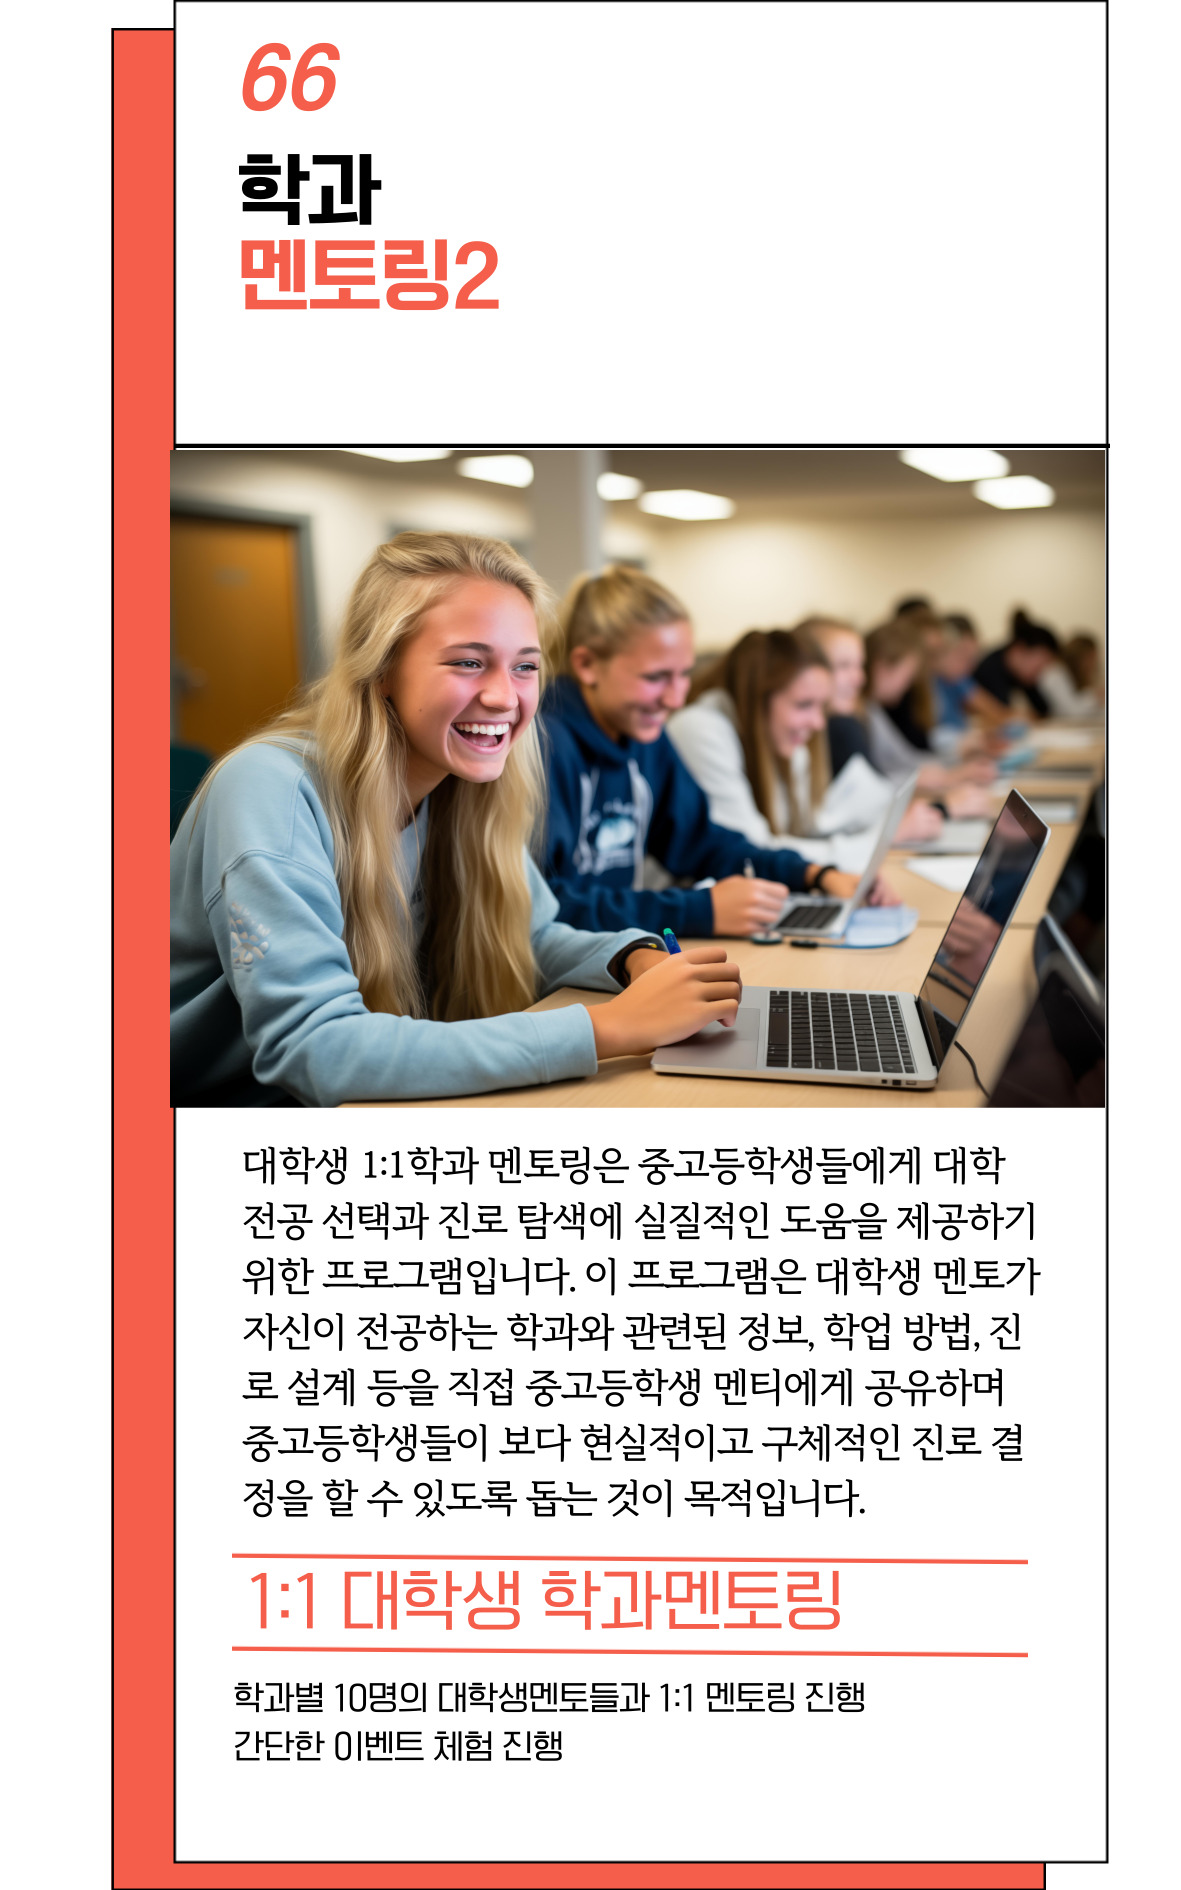 66
학과
멘토링2
대학생 1:1학과 멘토링은 중고등학생들에게 대학
전공 선택과 진로 탐색에 실질적인 도움을 제공하기
위한 프로그램입니다. 이 프로그램은 대학생 멘토가
자신이 전공하는 학과와 관련된 정보, 학업 방법, 진
로 설계 등을 직접 중고등학생 멘티에게 공유하며
중고등학생들이 보다 현실적이고 구체적인 진로 결
정을 할 수 있도록 돕는 것이 목적입니다.
1:1 대학생 학과멘토링
학과별 10명의 대학생멘토들과 1:1 멘토링 진행
간단한 이벤트 체험 진행